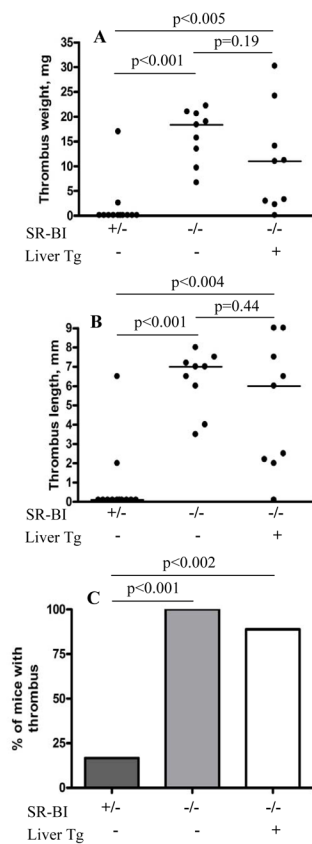 p<0.005
A
p=0.19
p<0.001
Thrombus weight, mg
35
30
25
20
15
10
5
0
SR-BI +/- -/- -/-
Liver Tg - - +
p<0.004
B
p=0.44
p<0.001
Thrombus length, mm
9
8
7
6
5
4
3
2
1
0
SR-BI +/- -/- -/-
Liver Tg - - +
p<0.002
C
p<0.001
% of mice with
thrombus
100
75
50
25
0
SR-BI +/- -/- -/-
Liver Tg - - +